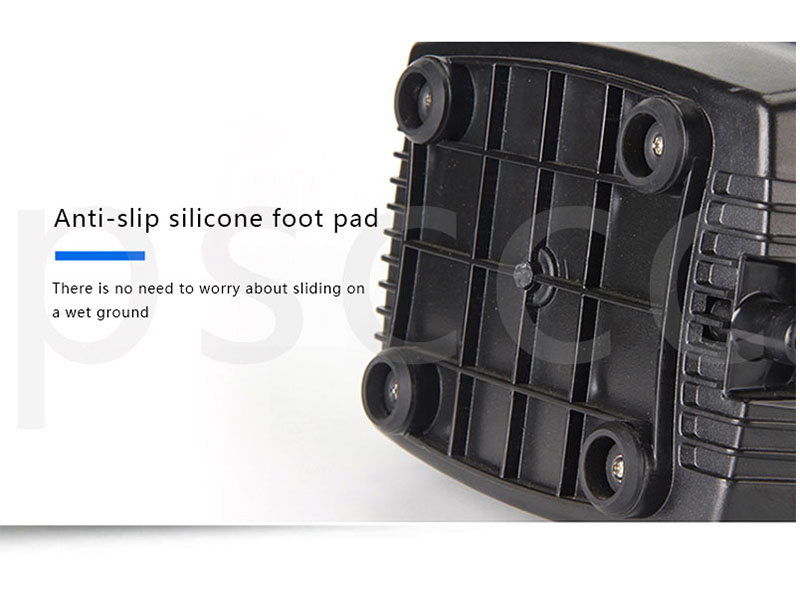 Anti-slip silicone foot pad
There is no need to worry about sliding on
a wet ground